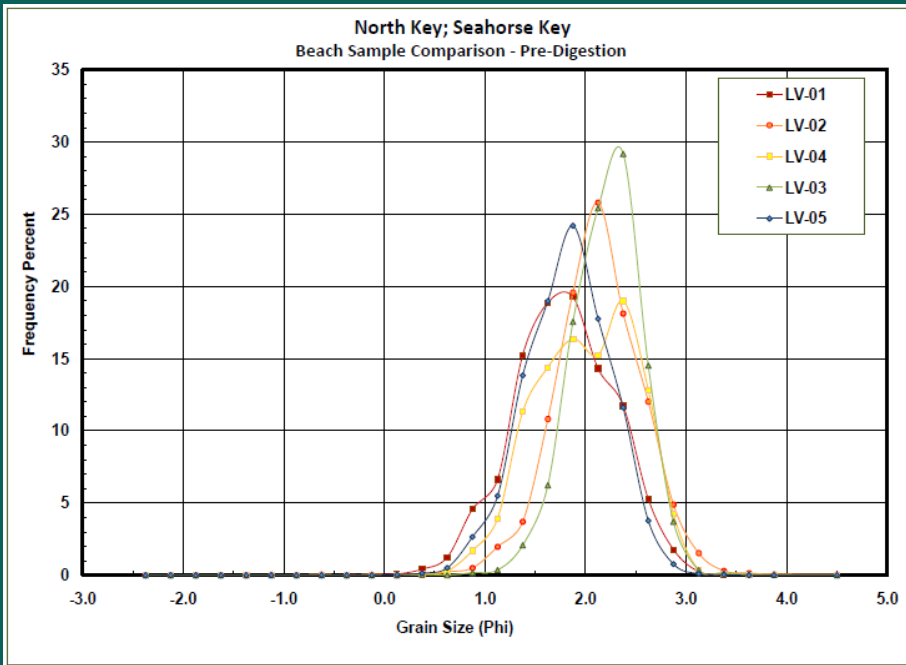 North Key; Seahorse Key
Beach Sample Comparison - Pre-Digestion
35
30
25
20
15
10
5
0
Frequency Percent
LV-01
LV-02
LV-04
LV-03
LV-05
-3.0 -2.0 -1.0 0.0 1.0 2.0 3.0 4.0 5.0
Grain Size (Phi)